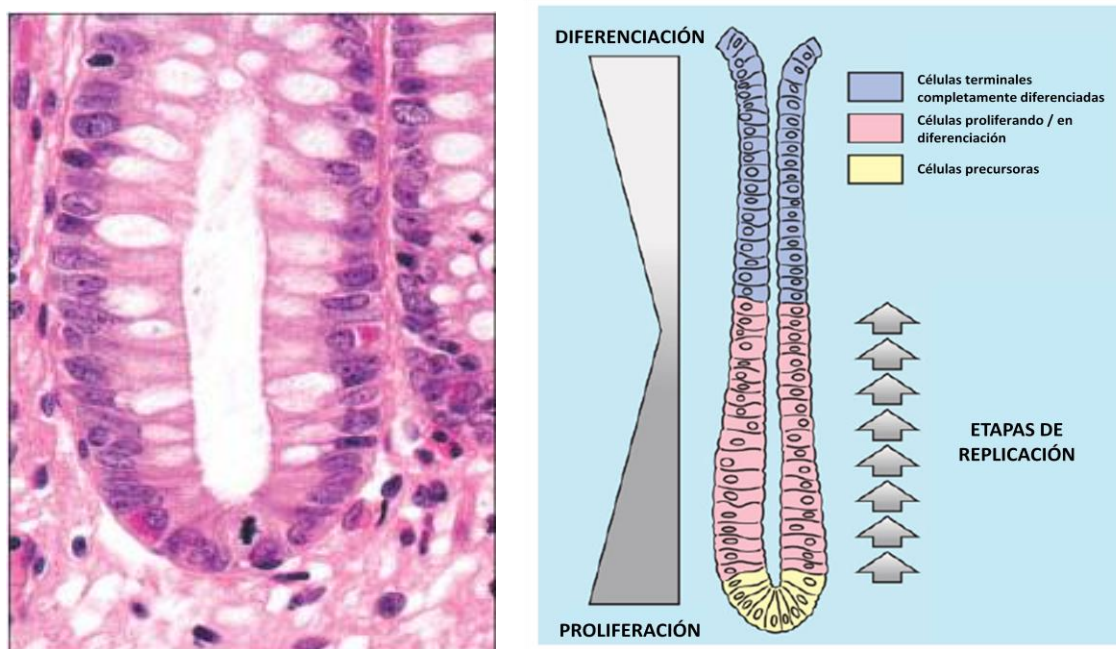 DIFERENCIACIÓN
Células terminales
completamente diferenciadas
Células proliferando / en
diferenciación
Células precursoras
ETAPAS DE
REPLICACIÓN
PROLIFERACIÓN